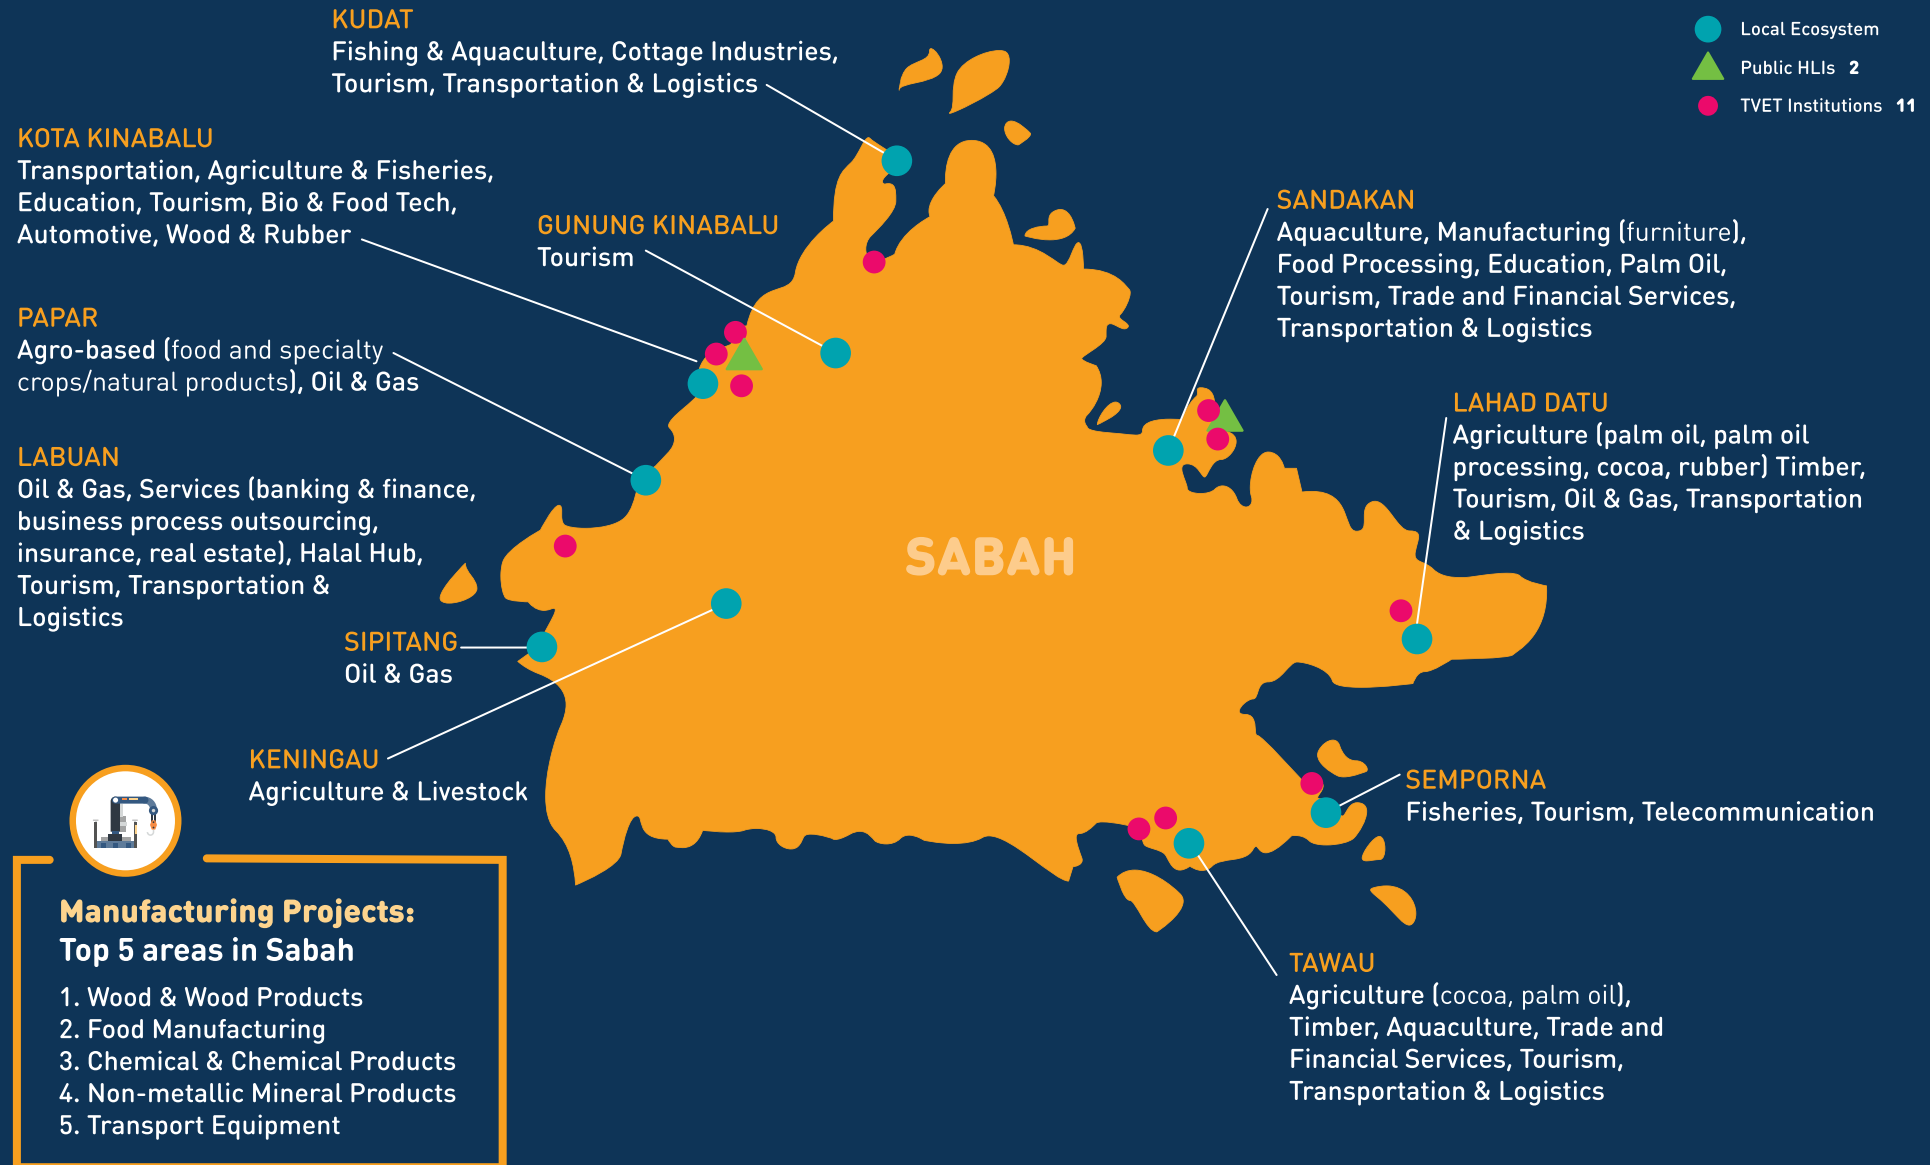 KUDAT
Fishing & Aquaculture, Cottage Industries,
Tourism, Transportation & Logistics
Local Ecosystem
Public HLIs 2
TVET Institutions 11
KOTA KINABALU
Transportation, Agriculture & Fisheries,
Education, Tourism, Bio & Food Tech,
Automotive, Wood & Rubber
GUNUNG KINABALU
Tourism
SANDAKAN
Aquaculture, Manufacturing (furniture),
Food Processing, Education, Palm Oil,
Tourism, Trade and Financial Services,
Transportation & Logistics
PAPAR
Agro-based (food and specialty
crops/natural products), Oil & Gas
LAHAD DATU
Agriculture (palm oil, palm oil
processing, cocoa, rubber) Timber,
Tourism, Oil & Gas, Transportation
& Logistics
LABUAN
Oil & Gas, Services (banking & finance,
business process outsourcing,
insurance, real estate), Halal Hub,
Tourism, Transportation &
Logistics
SABAH
SIPITANG
Oil & Gas
KENINGAU
Agriculture & Livestock
SEMPORNA
Fisheries, Tourism, Telecommunication
TAWAU
Agriculture (cocoa, palm oil),
Timber, Aquaculture, Trade and
Financial Services, Tourism,
Transportation & Logistics
Manufacturing Projects:
Top 5 areas in Sabah
1. Wood & Wood Products
2. Food Manufacturing
3. Chemical & Chemical Products
4. Non-metallic Mineral Products
5. Transport Equipment